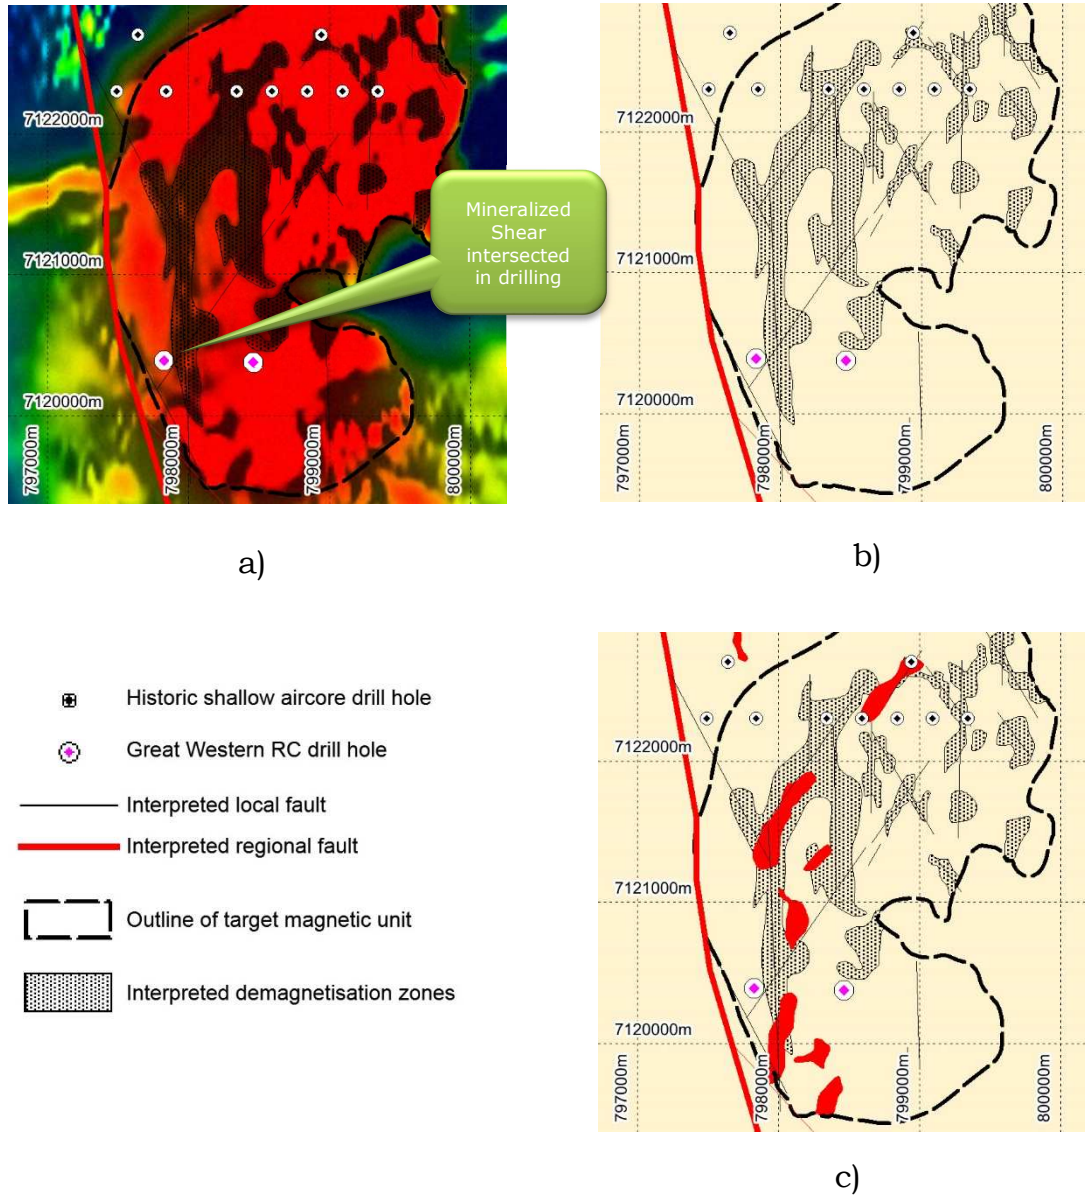 Mineralized
Shear
intersected
in drilling
7122000m
7121000m
7120000m
797000m
798000m
799000m
800000m
a)
7122000m
7121000m
7120000m
797000m
798000m
799000m
800000m
b)
Historic shallow aircore drill hole
Great Western RC drill hole
Interpreted local fault
Interpreted regional fault
Outline of target magnetic unit
Interpreted demagnetisation zones
7122000m
7121000m
7120000m
797000m
798000m
799000m
800000m
c)